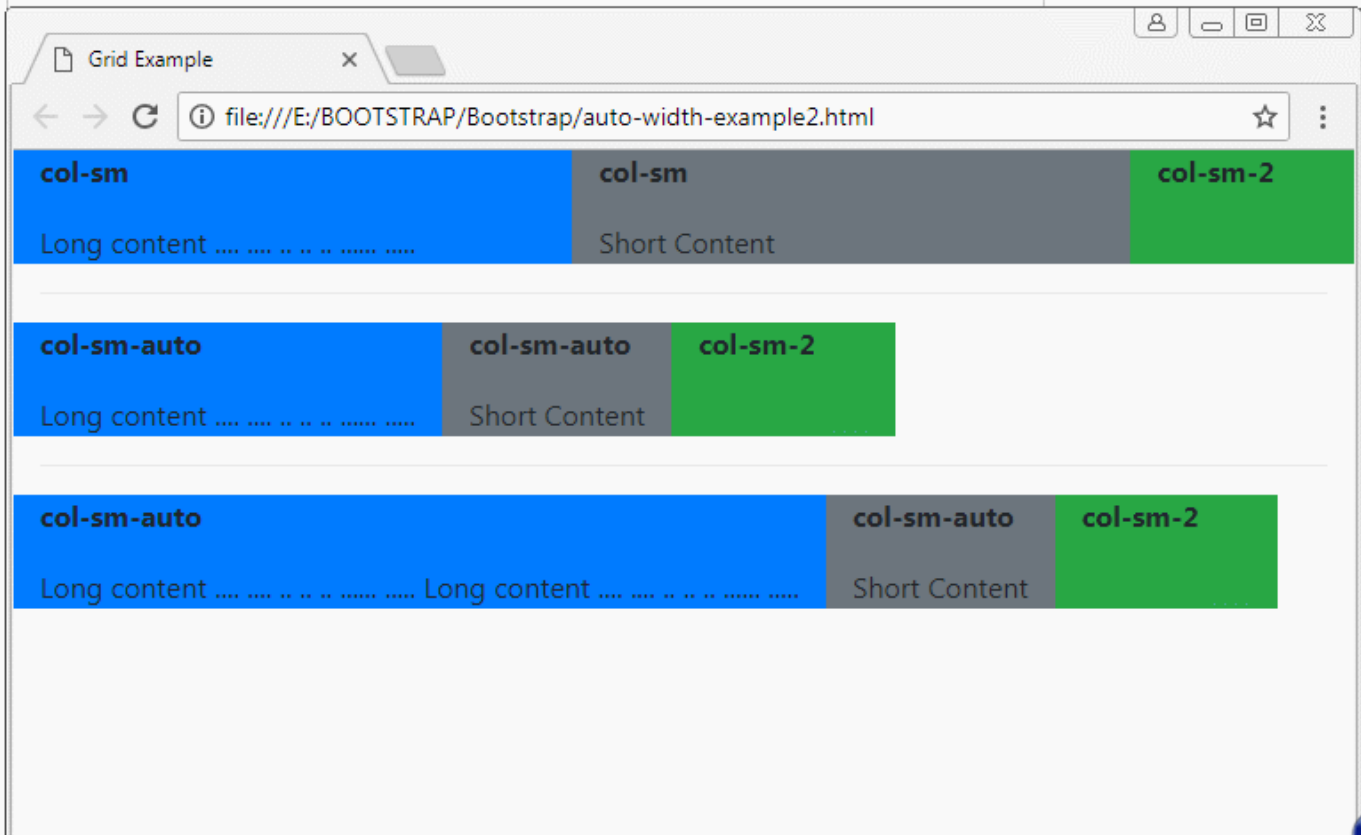 Grid Example
file:///E:/BOOTSTRAP/Bootstrap/auto-width-example2.html
col-sm col-sm col-sm-2
Long content .... .... .. .. .. ...... ..... Short Content
col-sm-auto col-sm-auto col-sm-2
Long content .... .... .. .. .. ...... ..... Short Content
col-sm-auto col-sm-auto col-sm-2
Long content .... .... .. .. .. ...... ..... Long content .... .... .. .. .. ...... ..... Short Content